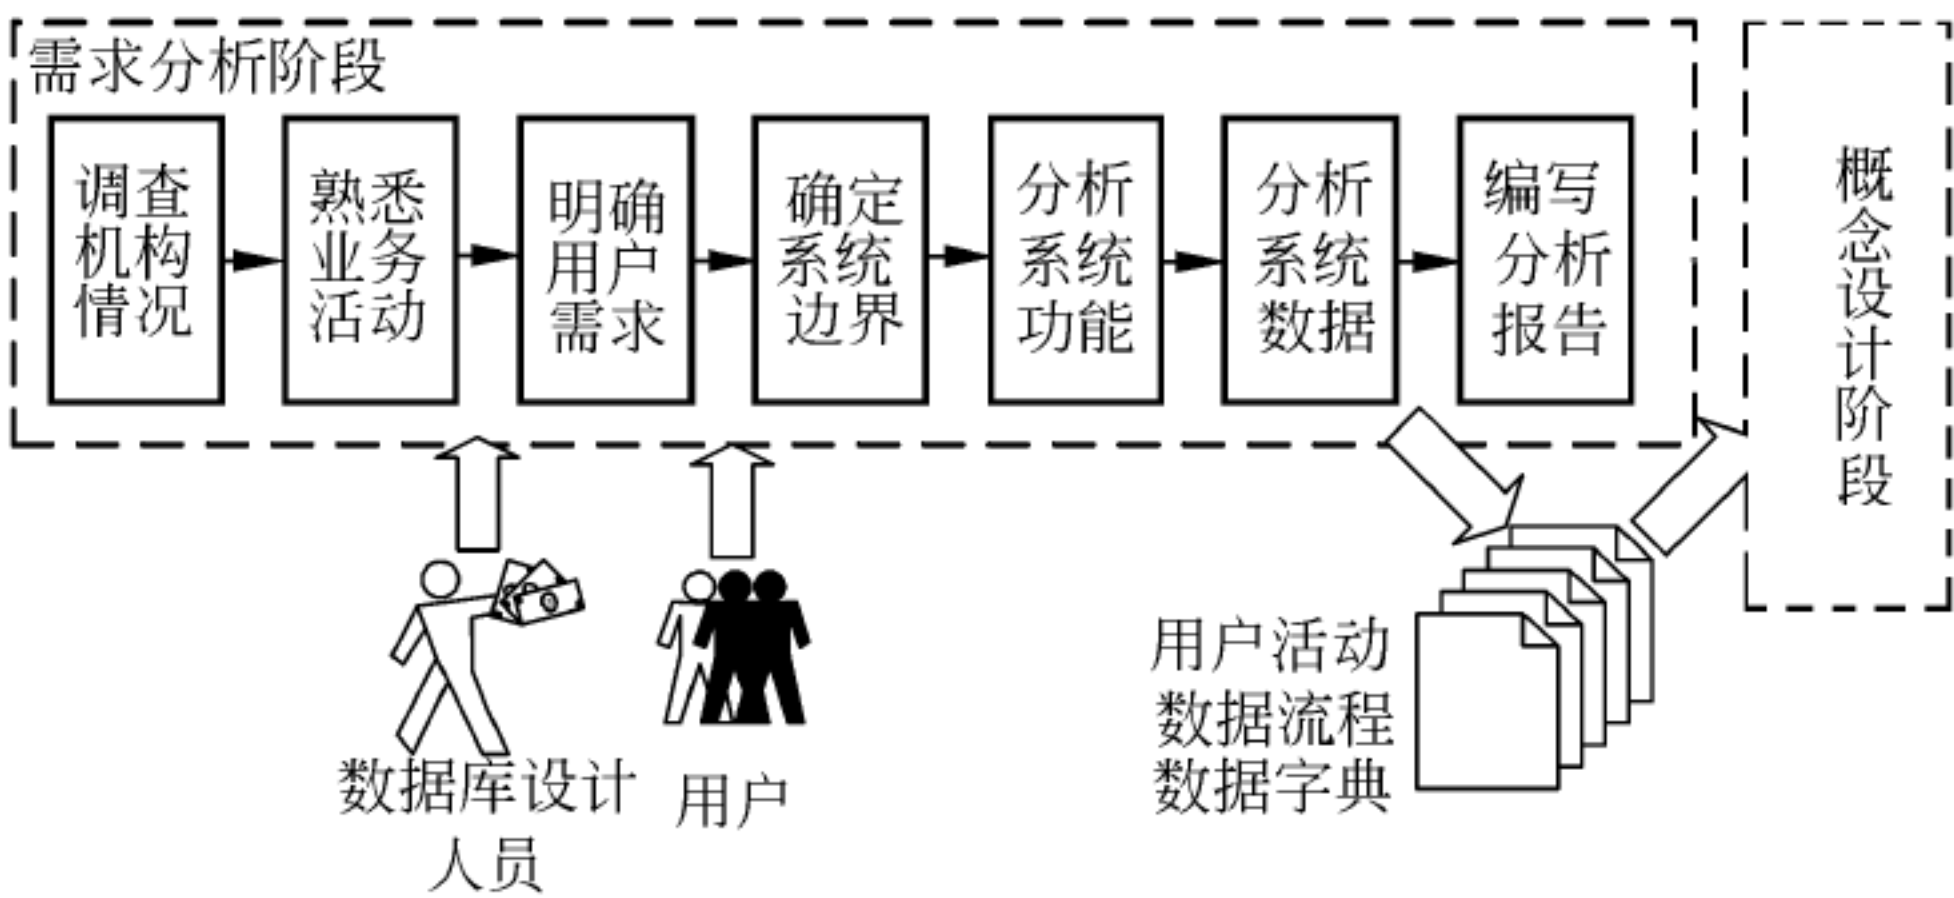 需求分析阶段
调查
机构
情况
熟悉
业务
活动
明确
用户
需求
确定
系统
边界
分析
系统
功能
分析
系统
数据
编写
分析
报告
概念设计阶段
数据库设计
人员
用户
用户活动
数据流程
数据字典